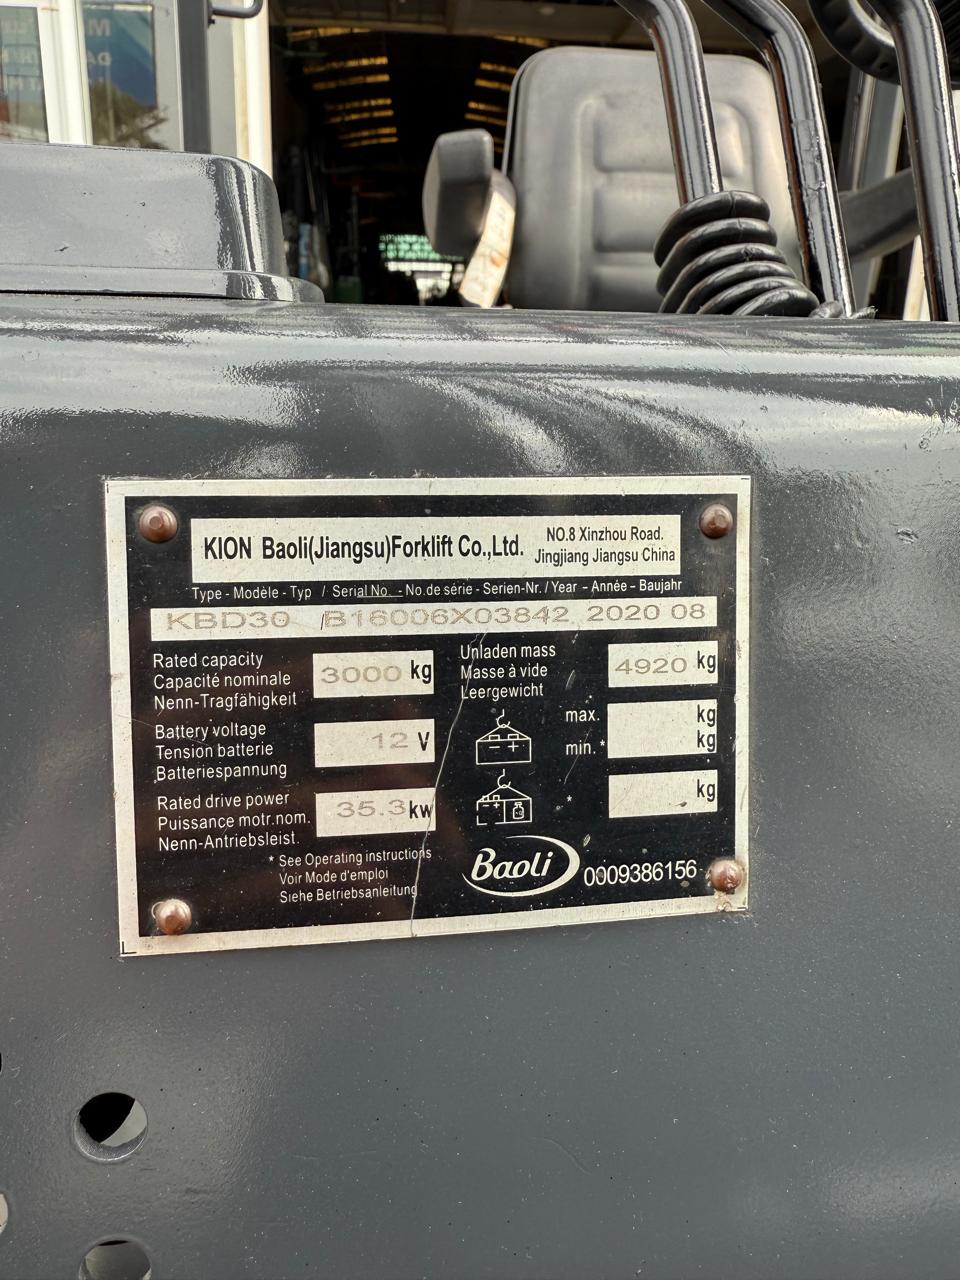 KION Baoli(Jiangsu)Forklift Co.,Ltd.
NO.8 Xinzhou Road.
Jingjiang Jiangsu China
Type - Modèle - Typ / Serial No. - No.de série - Serien-Nr. / Year - Année - Baujahr
KBD30 /B16006X03842 2020 08
Rated capacity
Capacité nominale
Nenn-Tragfähigkeit
3000 kg
Unladen mass
Masse à vide
Leergewicht
4920 kg
Battery voltage
Tension batterie
Batteriespannung
12 V
max. kg
min. * kg
Rated drive power
Puissance motr.nom.
Nenn-Antriebsleist.
35.3 kw
* kg
* See Operating instructions
Voir Mode d'emploi
Siehe Betriebsanleitung
Baoli 0009386156